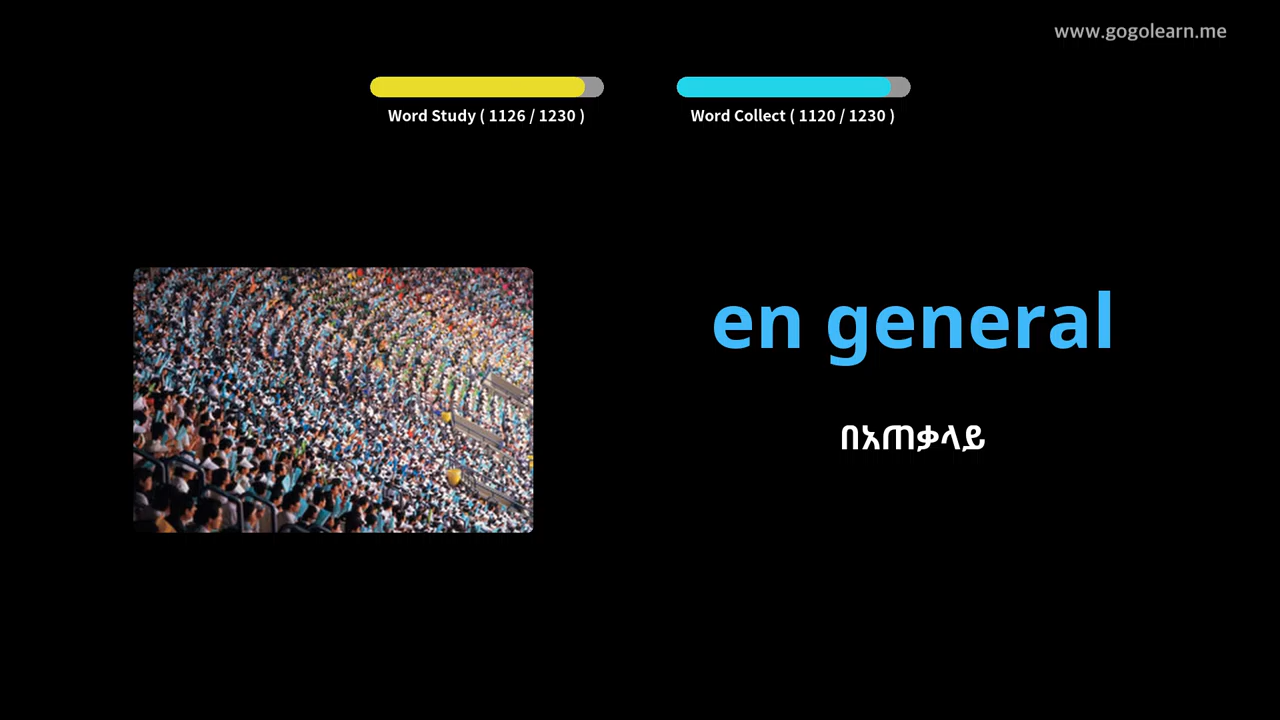 www.gogolearn.me
Word Study ( 1126 / 1230 )
Word Collect ( 1120 / 1230 )
en general
በአጠቃላይ